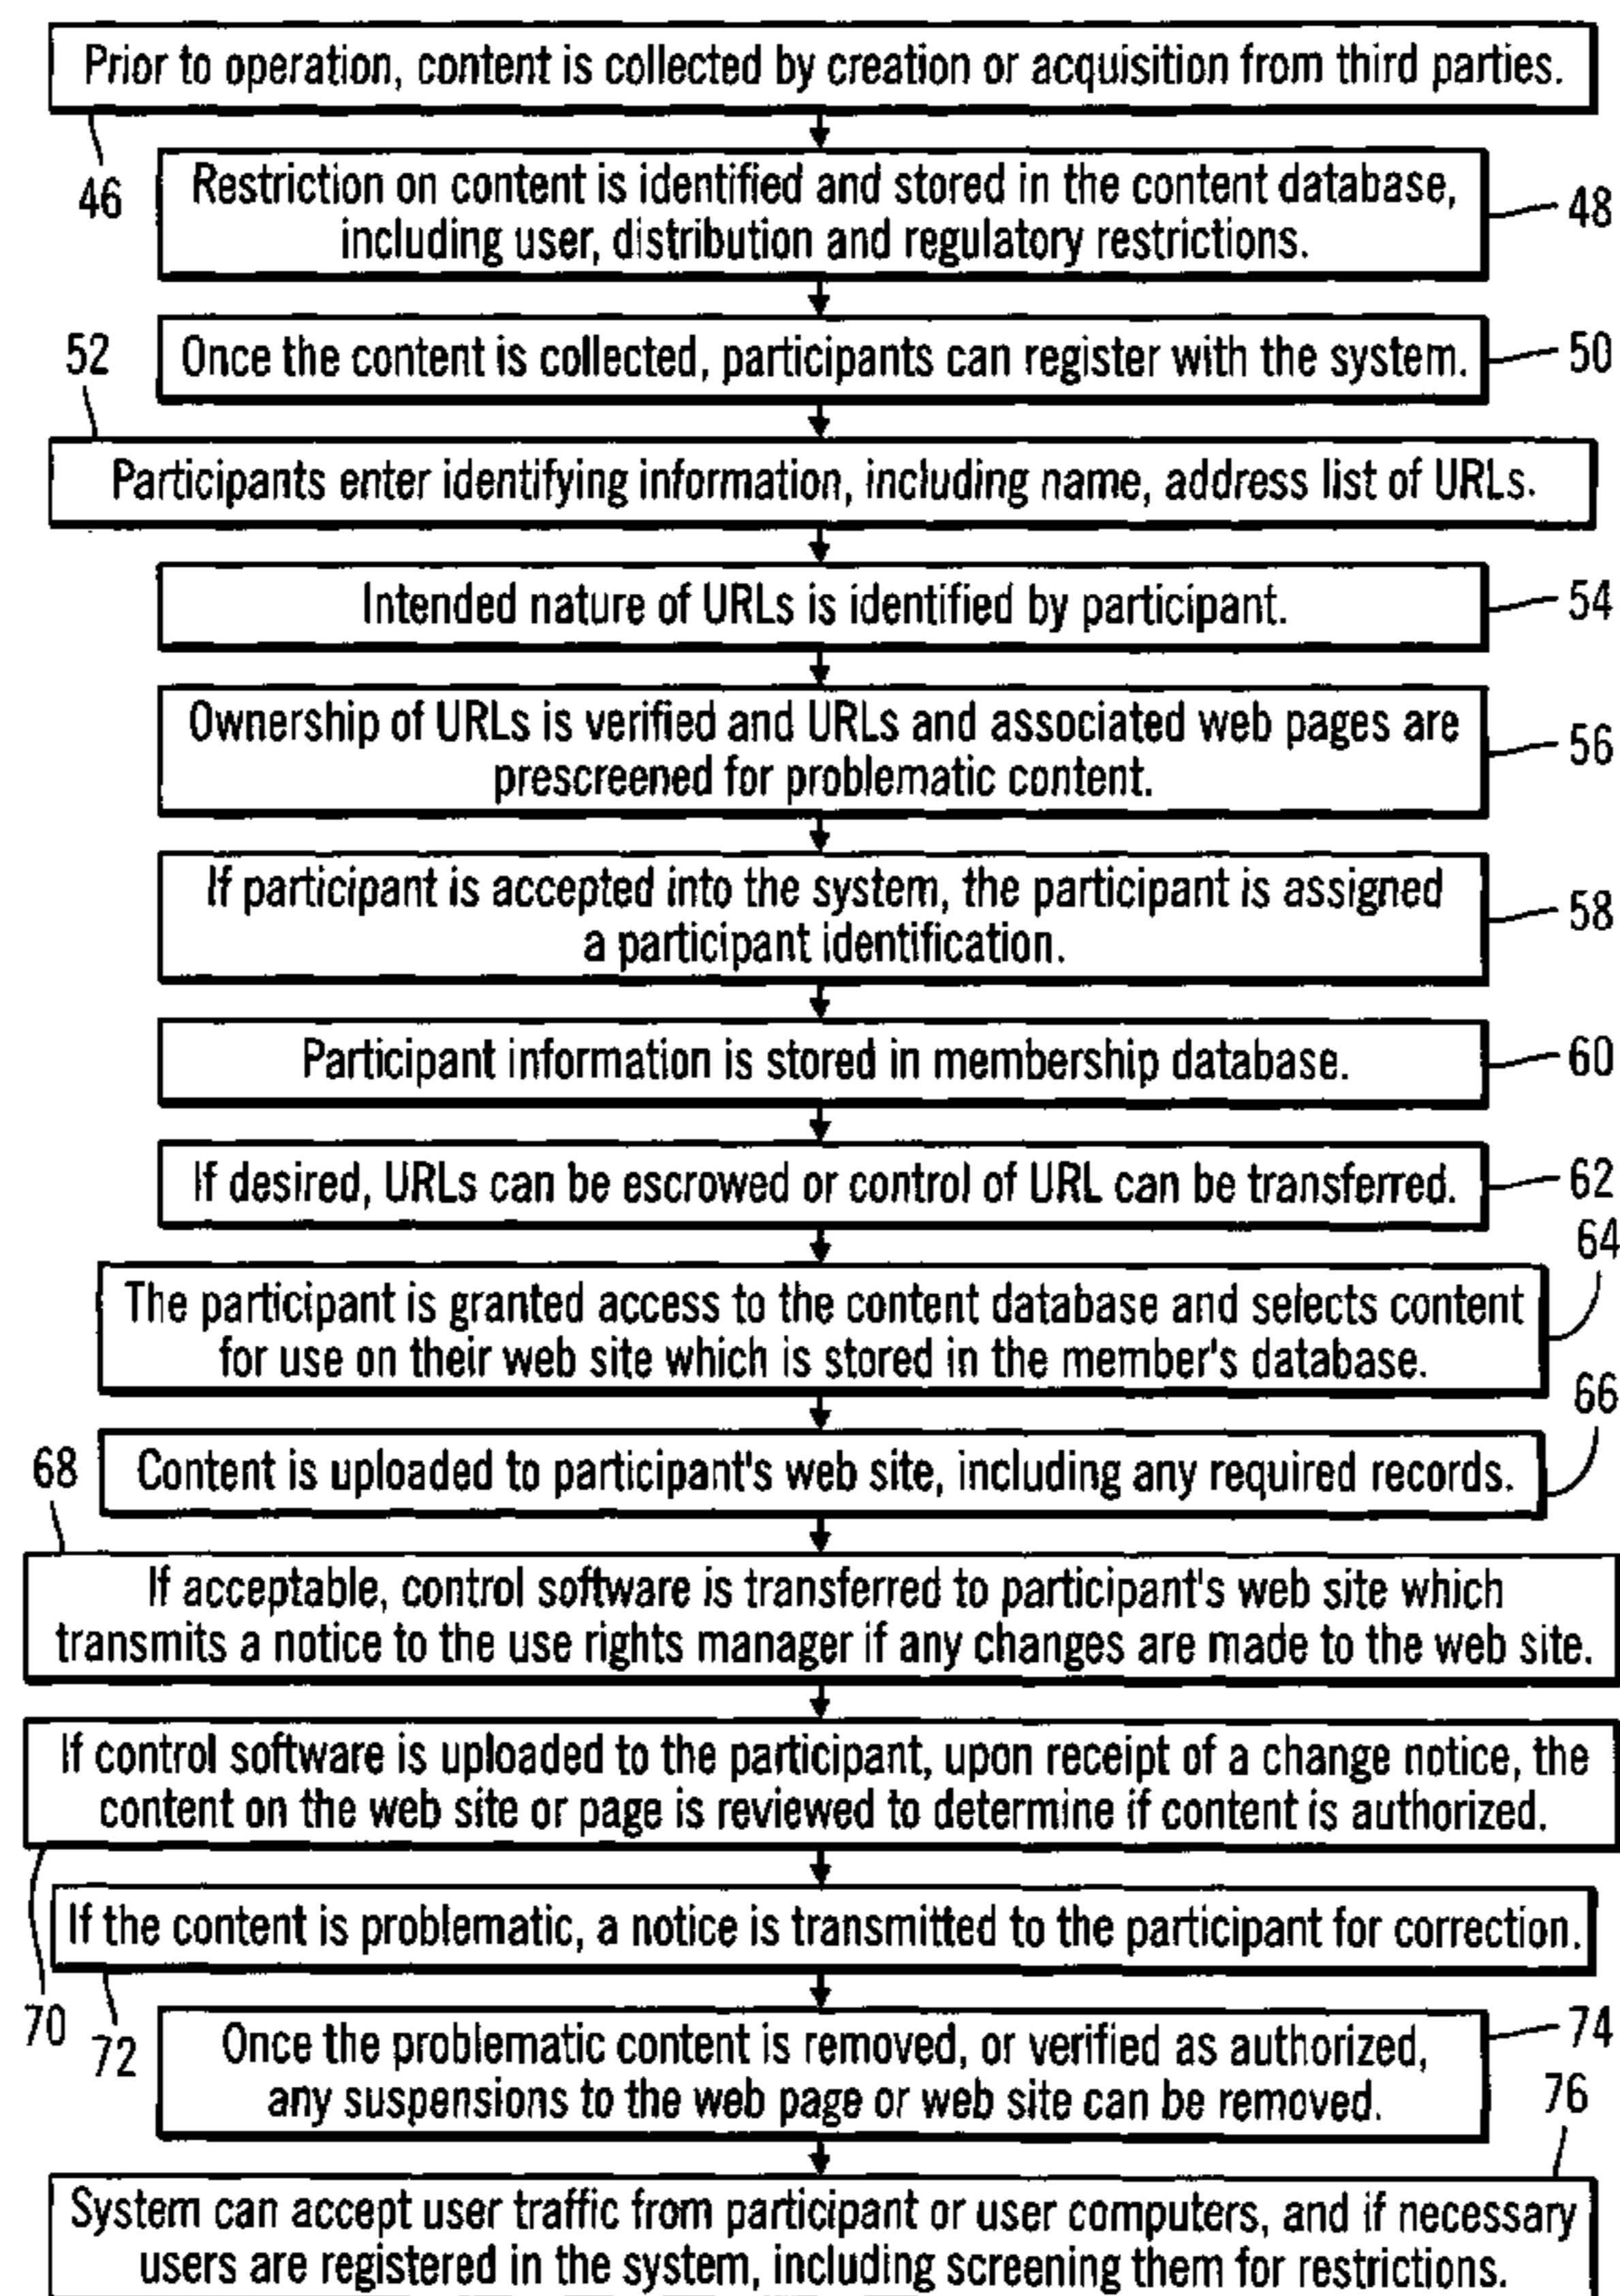 Prior to operation, content is collected by creation or acquisition from third parties.
46
Restriction on content is identified and stored in the content database,
including user, distribution and regulatory restrictions.
48
52
Once the content is collected, participants can register with the system.
50
Participants enter identifying information, including name, address list of URLs.
Intended nature of URLs is identified by participant.
54
Ownership of URLs is verified and URLs and associated web pages are
prescreened for problematic content.
56
If participant is accepted into the system, the participant is assigned
a participant identification.
58
Participant information is stored in membership database.
60
If desired, URLs can be escrowed or control of URL can be transferred.
62
64
The participant is granted access to the content database and selects content
for use on their web site which is stored in the member's database.
66
68
Content is uploaded to participant's web site, including any required records.
If acceptable, control software is transferred to participant's web site which
transmits a notice to the use rights manager if any changes are made to the web site.
If control software is uploaded to the participant, upon receipt of a change notice, the
content on the web site or page is reviewed to determine if content is authorized.
If the content is problematic, a notice is transmitted to the participant for correction.
70
72
Once the problematic content is removed, or verified as authorized,
any suspensions to the web page or web site can be removed.
74
76
System can accept user traffic from participant or user computers, and if necessary
users are registered in the system, including screening them for restrictions.